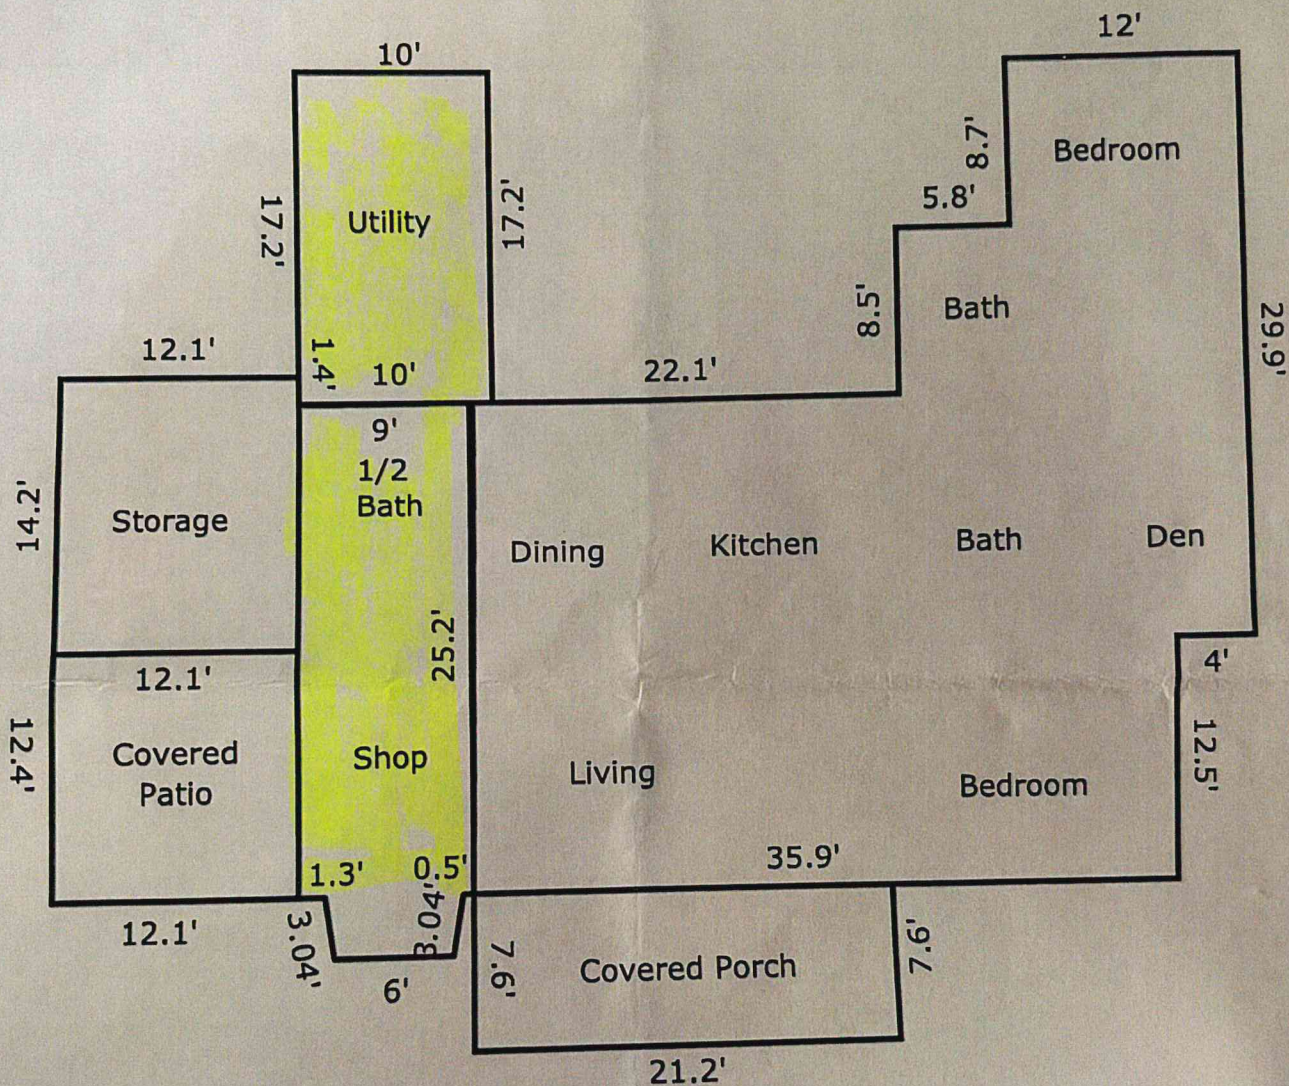 12'
10'
8.7'
Bedroom
5.8'
17.2'
Utility
17.2'
8.5'
Bath
29.9'
12.1'
1.4'
10'
22.1'
9'
1/2
Bath
14.2'
Storage
Dining
Kitchen
Bath
Den
25.2'
12.1'
4'
12.4'
Covered
Patio
Shop
Living
Bedroom
12.5'
1.3'
0.5'
35.9'
12.1'
3.04'
3.04'
6'
7.6'
Covered Porch
7.6'
21.2'